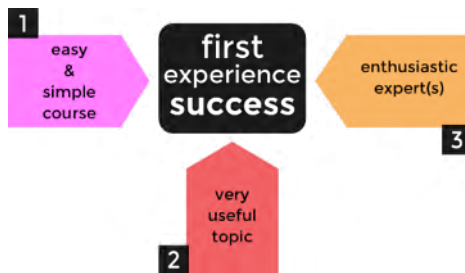 1
easy
&
simple
course
first
experience
success
enthusiastic
expert(s)
3
very
useful
topic
2